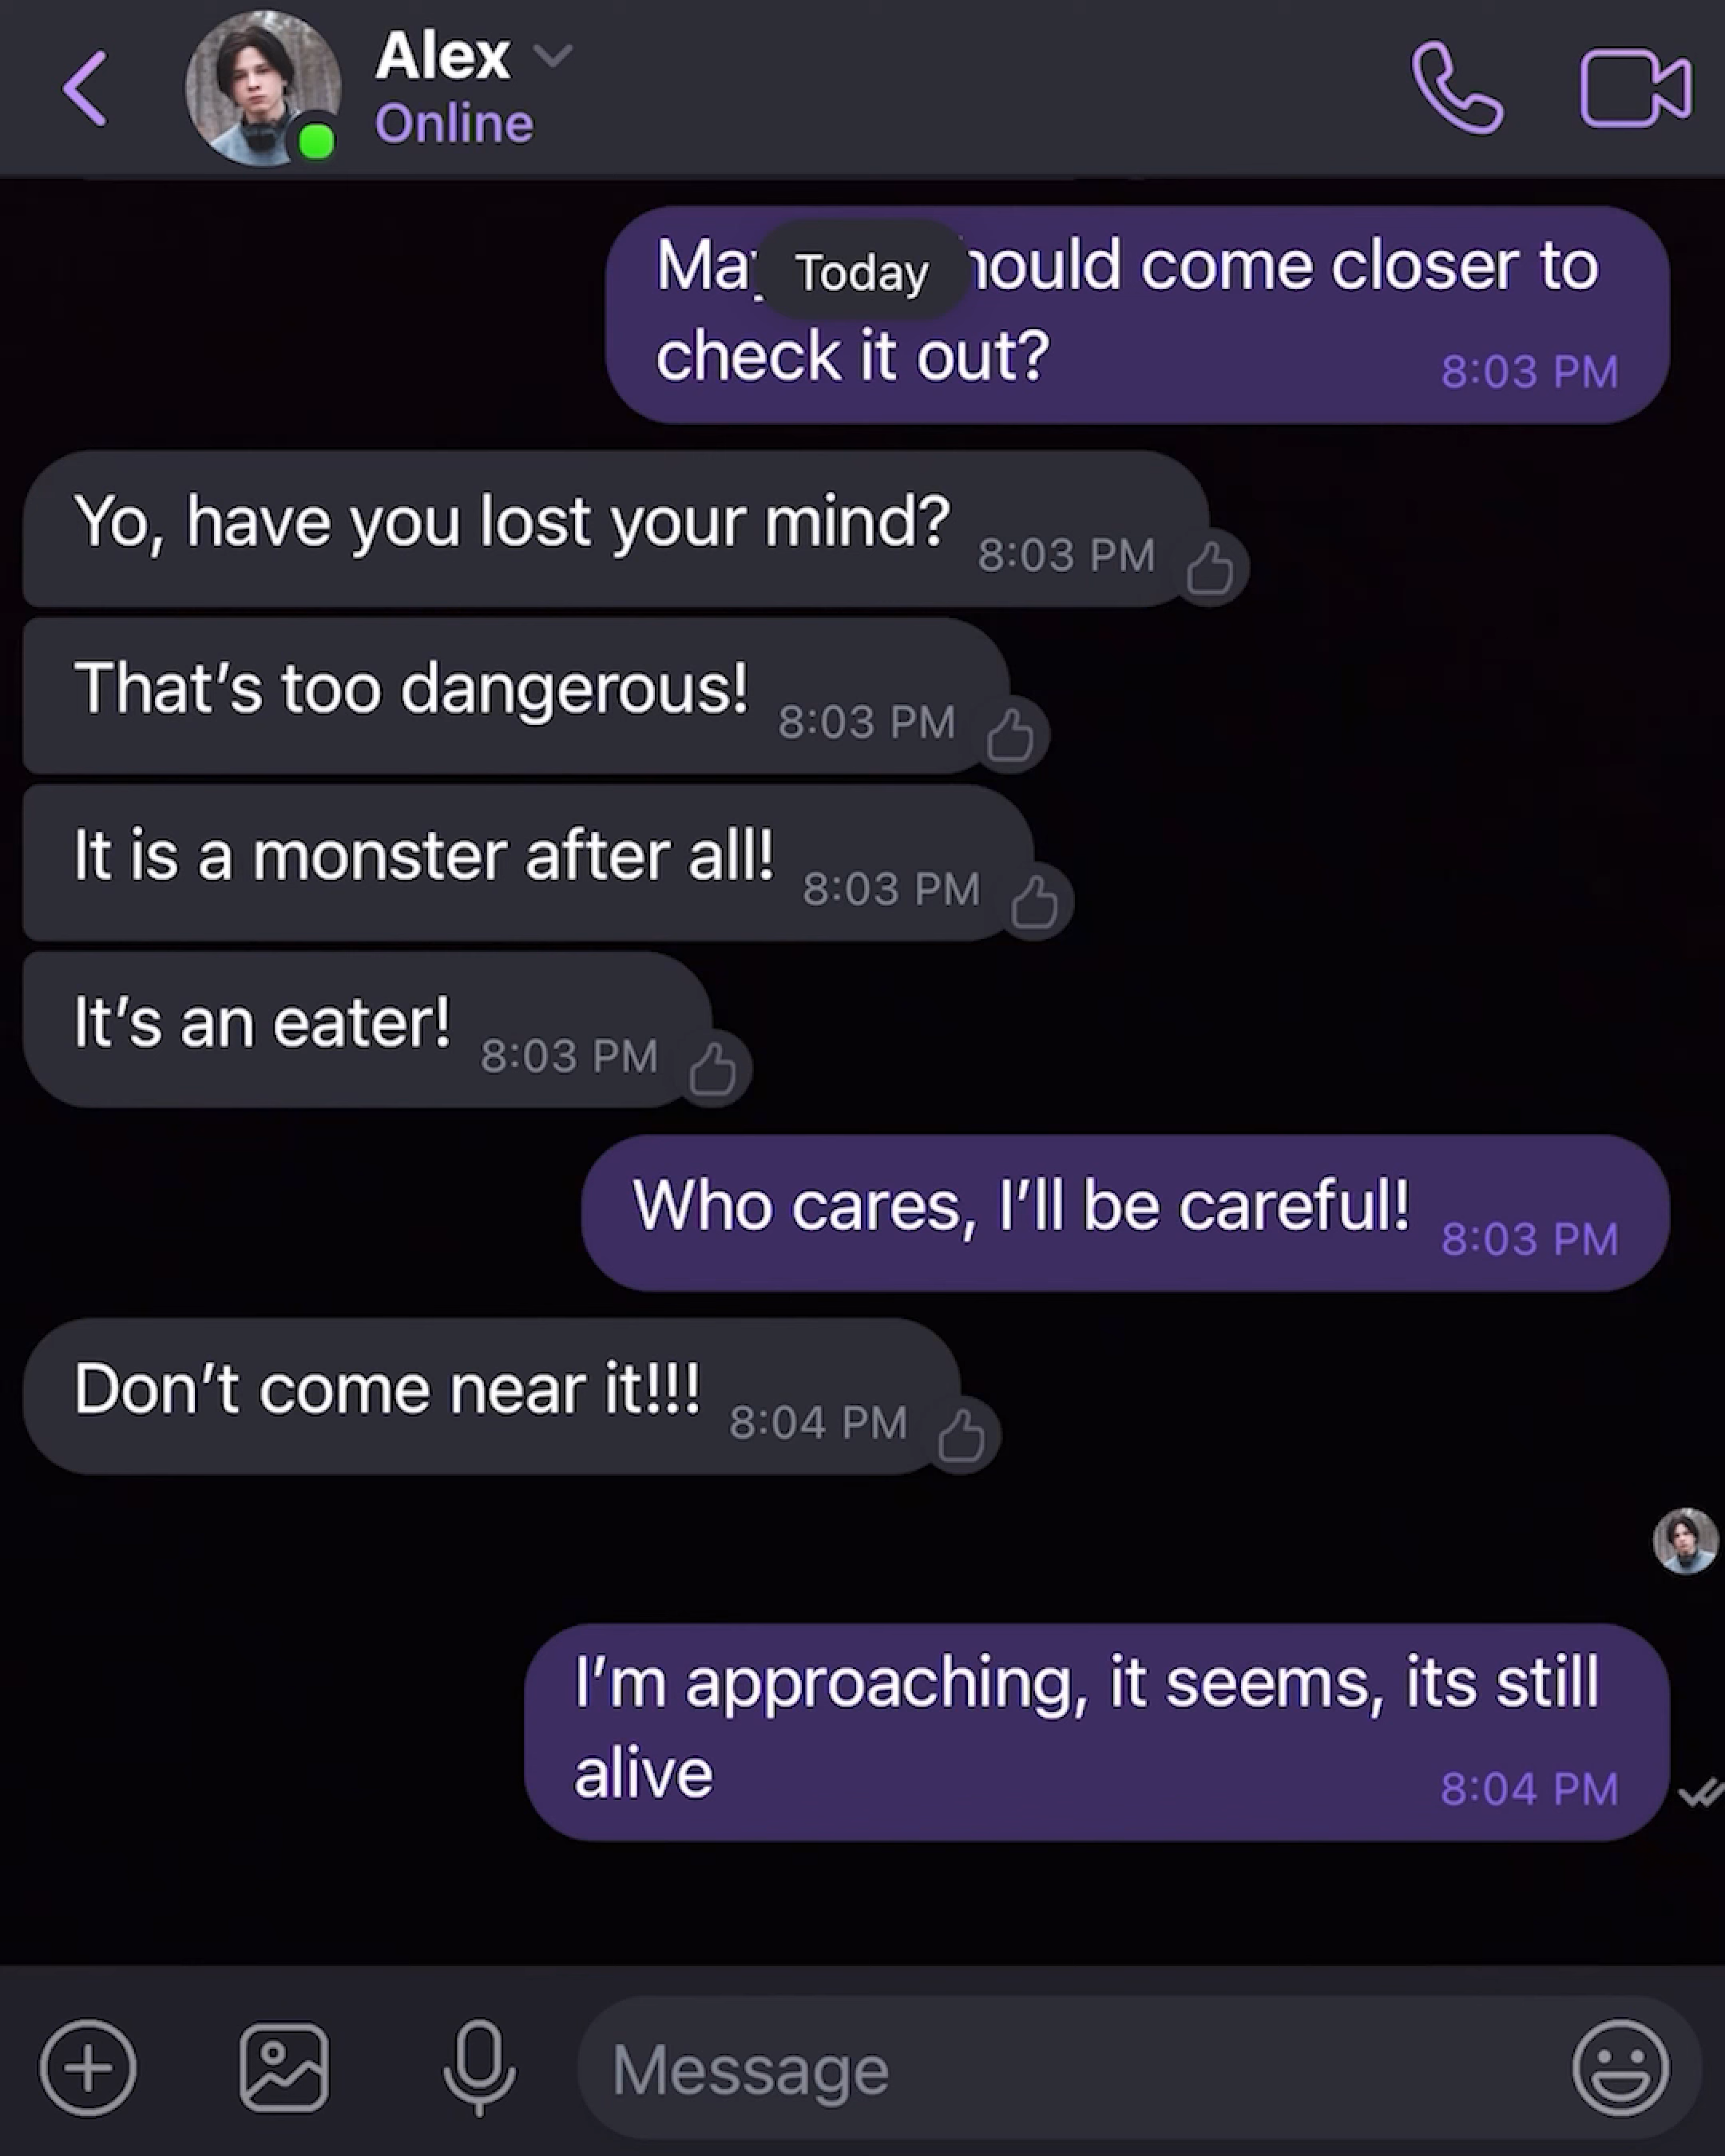 Alex
Online
Today
come closer to
check it out?
8:03 PM
Yo, have you lost your mind?
8:03 PM
That’s too dangerous!
8:03 PM
It is a monster after all!
8:03 PM
It’s an eater!
8:03 PM
Who cares, I’ll be careful!
8:03 PM
Don’t come near it!!!
8:04 PM
I’m approaching, it seems, its still
alive
8:04 PM
Message